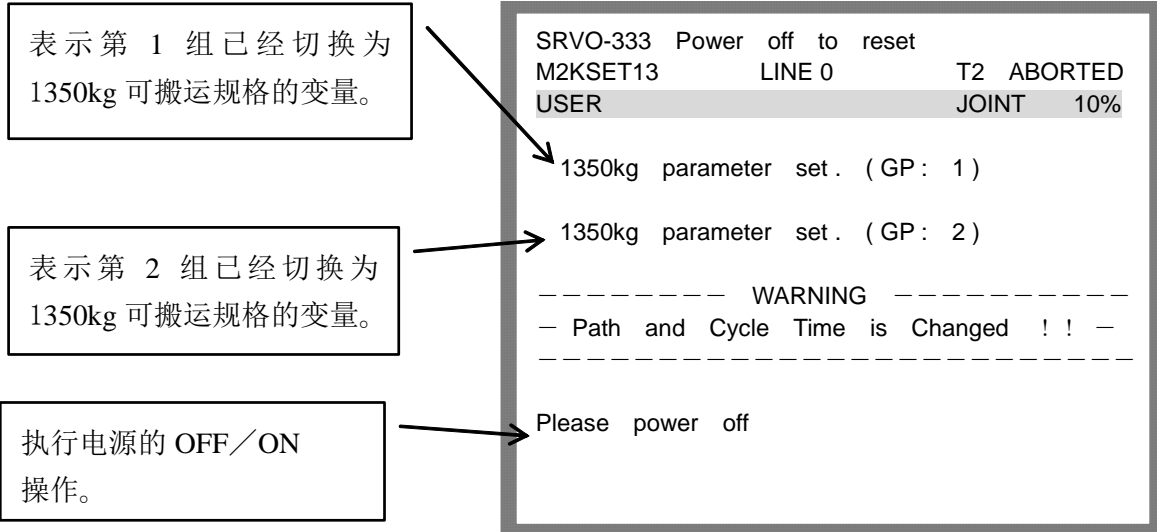 表示第 1 组已经切换为
1350kg 可搬运规格的变量。
表示第 2 组已经切换为
1350kg 可搬运规格的变量。
执行电源的 OFF／ON
操作。
SRVO-333 Power off to reset
M2KSET13 LINE 0 T2 ABORTED
USER JOINT 10%
1350kg parameter set. (GP: 1)
1350kg parameter set. (GP: 2)
－－－－－－－－ WARNING －－－－－－－－－－
－ Path and Cycle Time is Changed ！！ －
－－－－－－－－－－－－－－－－－－－－－－－－－
Please power off